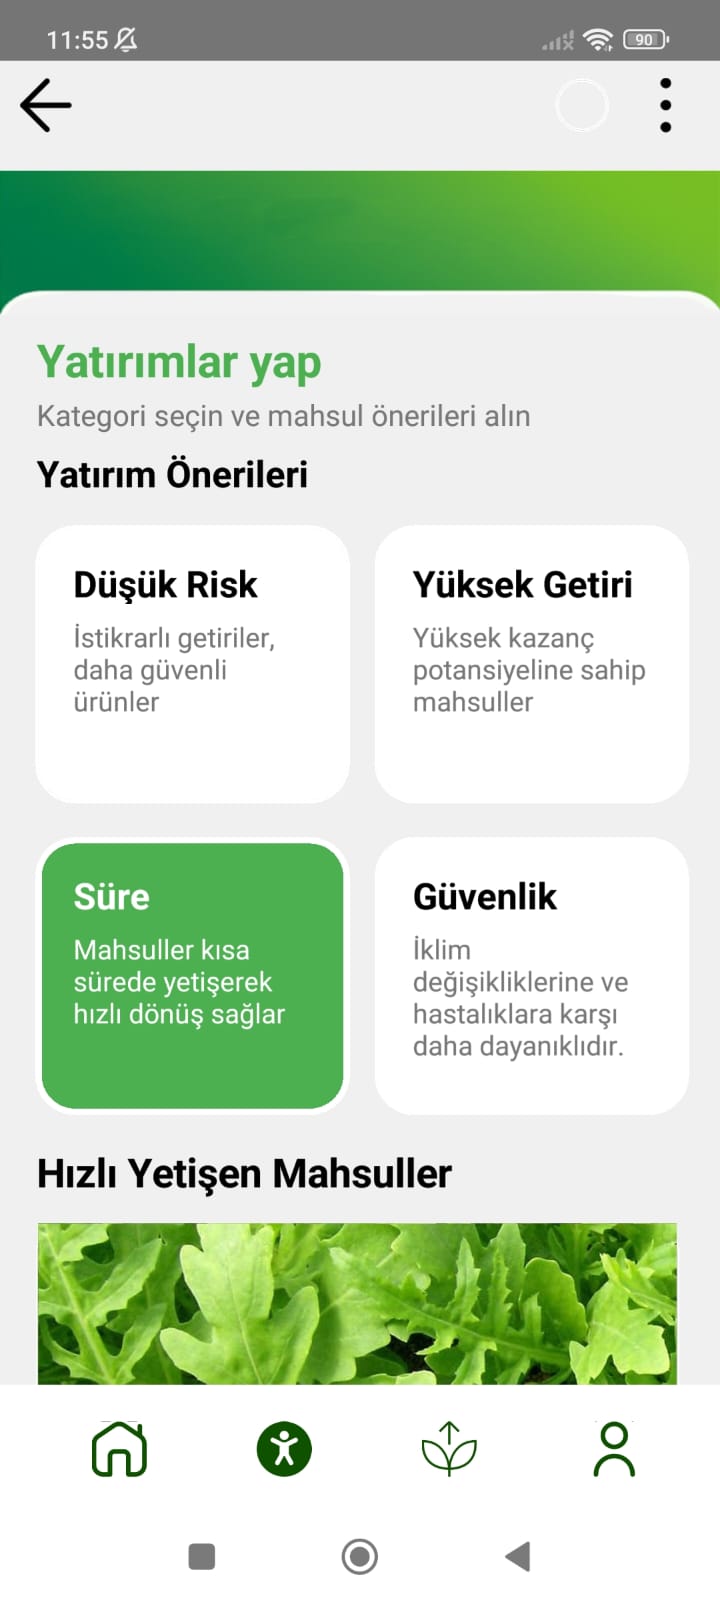 11:55
90
Yatırımlar yap
Kategori seçin ve mahsul önerileri alın
Yatırım Önerileri
Düşük Risk
İstikrarlı getiriler,
daha güvenli
ürünler
Yüksek Getiri
Yüksek kazanç
potansiyeline sahip
mahsuller
Süre
Mahsuller kısa
sürede yetişerek
hızlı dönüş sağlar
Güvenlik
İklim
değişikliklerine ve
hastalıklara karşı
daha dayanıklıdır.
Hızlı Yetişen Mahsuller